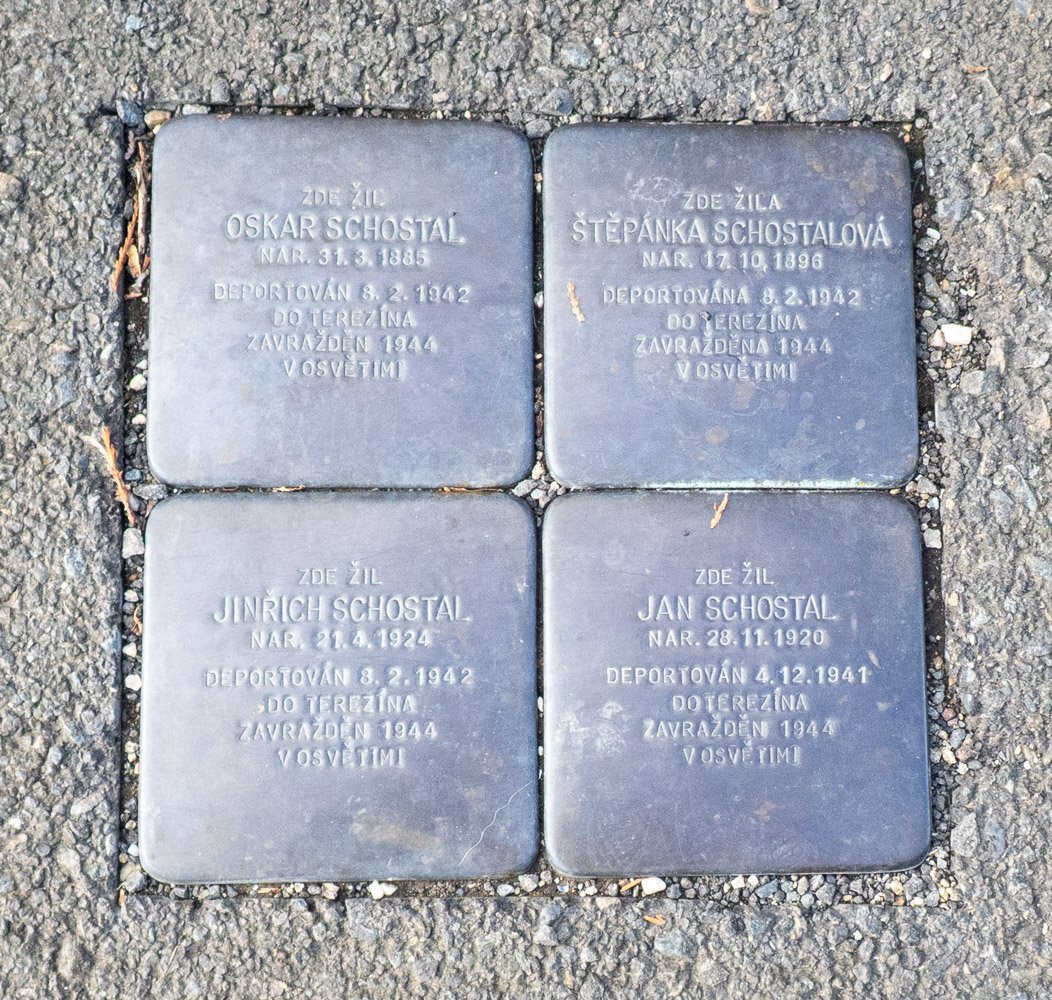 ZDE ŽIL
OSKAR SCHOSTAL
NAR. 31.3.1885
DEPORTOVÁN 8.2.1942
DO TEREZÍNA
ZAVRAŽDĚN 1944
V OSVĚTIMI
ZDE ŽILA
ŠTĚPÁNKA SCHOSTALOVÁ
NAR. 17.10.1896
DEPORTOVÁNA 8.2.1942
DO TEREZÍNA
ZAVRAŽDĚNA 1944
V OSVĚTIMI
ZDE ŽIL
JINŘICH SCHOSTAL
NAR. 21.4.1924
DEPORTOVÁN 8.2.1942
DO TEREZÍNA
ZAVRAŽDĚN 1944
V OSVĚTIMI
ZDE ŽIL
JAN SCHOSTAL
NAR. 28.11.1920
DEPORTOVÁN 4.12.1941
DO TEREZÍNA
ZAVRAŽDĚN 1944
V OSVĚTIMI